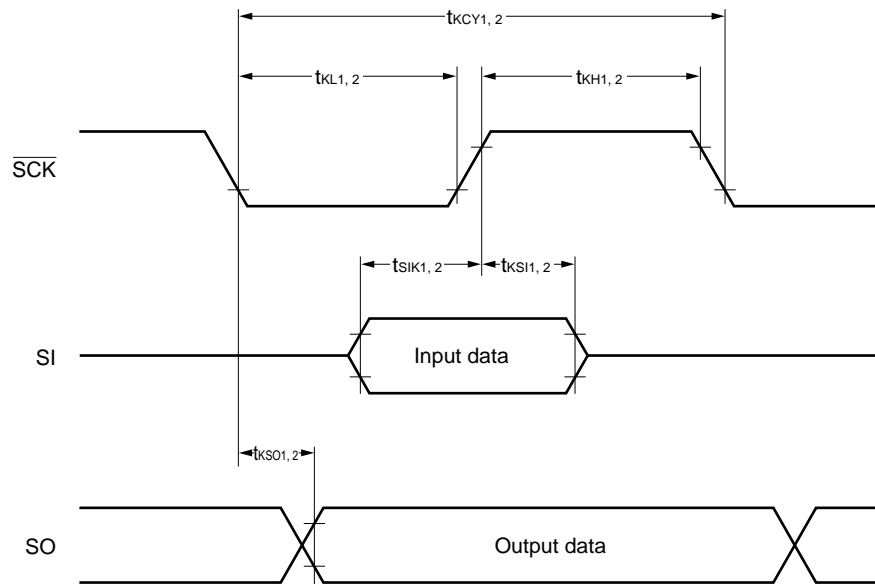 tKCY1, 2
tKL1, 2
tKH1, 2
SCK
tSIK1, 2
tKSI1, 2
SI
Input data
tKSO1, 2
SO
Output data